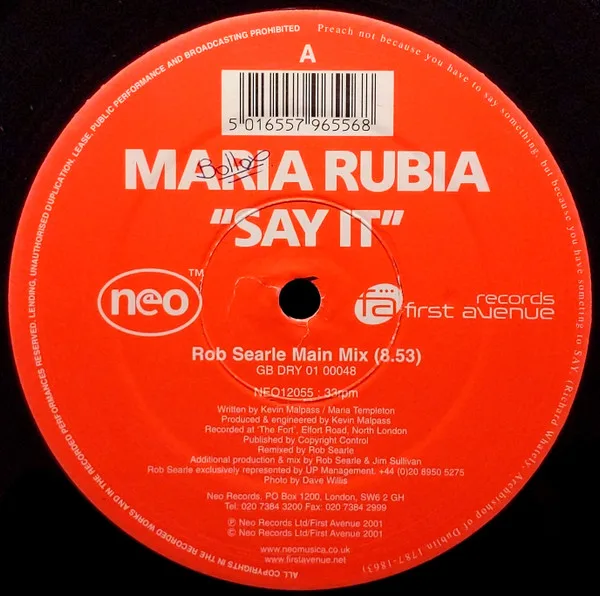 ALL COPYRIGHTS IN THE RECORDED WORKS AND IN THE RECORDED PERFORMANCES RESERVED. LENDING, UNAUTHORISED DUPLICATION, LEASE, PUBLIC PERFORMANCE AND BROADCASTING PROHIBITED
Preach not because you have to say something, but because you have someting to SAY (Richard Whately, Archbishop of Dublin 1787-1863)
A
5 016557 965568
MARIA RUBIA
"SAY IT"
neo TM
fa records
first avenue
Rob Searle Main Mix (8.53)
GB DRY 01 00048
NEO12055 : 33rpm
Written by Kevin Malpass / Maria Templeton
Produced & engineered by Kevin Malpass
Recorded at 'The Fort', Elfort Road, North London
Published by Copyright Control
Remixed by Rob Searle
Additional production & mix by Rob Searle & Jim Sullivan
Rob Searle exclusively represented by UP Management. +44 (0)20 8950 5275
Photo by Dave Willis
Neo Records. PO Box 1200, London, SW6 2 GH
Tel: 020 7384 3200 Fax: 020 7384 2999
℗ Neo Records Ltd/First Avenue 2001
© Neo Records Ltd/First Avenue 2001
www.neomusica.co.uk
www.firstavenue.net